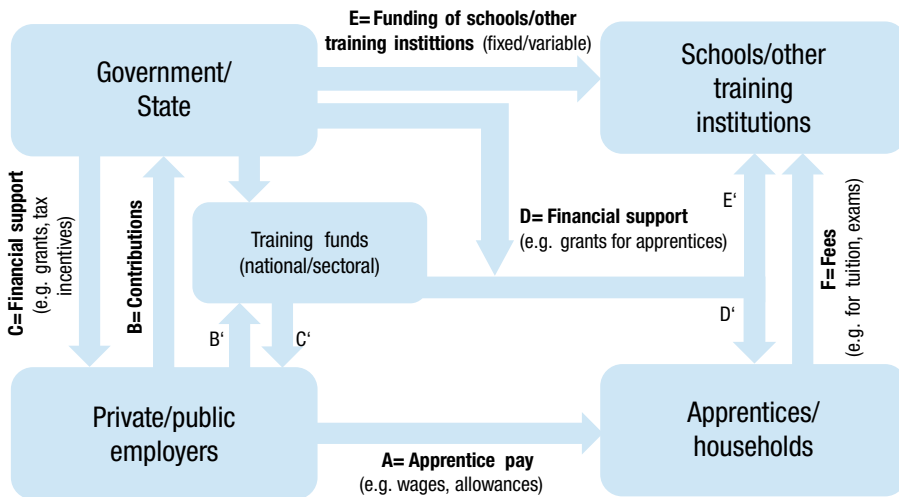 E= Funding of schools/other
training instittions (fixed/variable)
Government/
State
Schools/other
training
institutions
C= Financial support
(e.g. grants, tax
incentives)
B= Contributions
Training funds
(national/sectoral)
D= Financial support
(e.g. grants for apprentices)
E‘
F= Fees
(e.g. for tuition, exams)
B‘
C‘
D‘
Private/public
employers
Apprentices/
households
A= Apprentice pay
(e.g. wages, allowances)